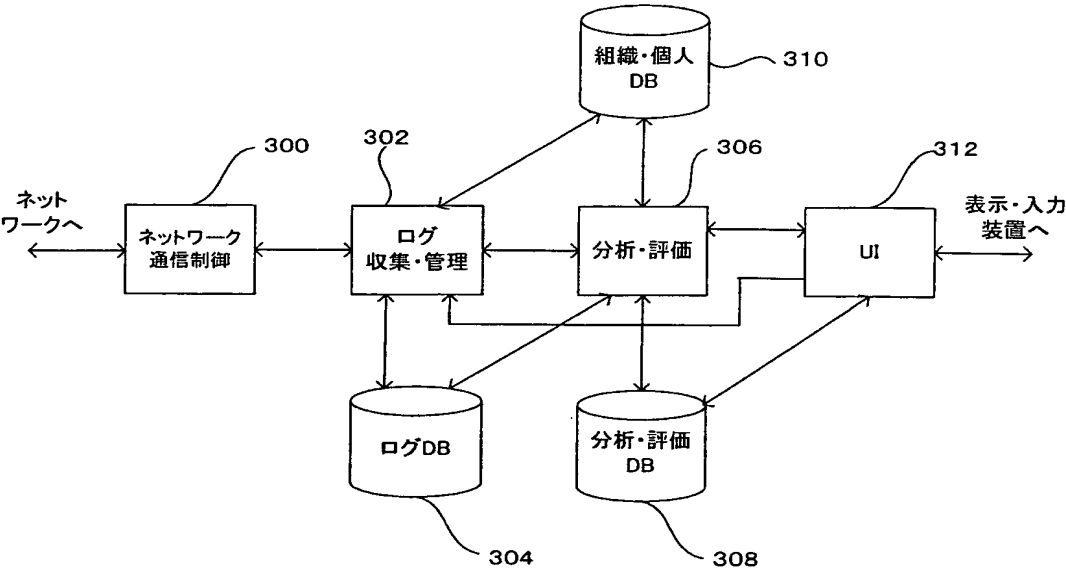 組織・個人
DB
310
300
302
306
312
ネット
ワークへ
ネットワーク
通信制御
ログ
収集・管理
分析・評価
UI
表示・入力
装置へ
ログDB
分析・評価
DB
304
308